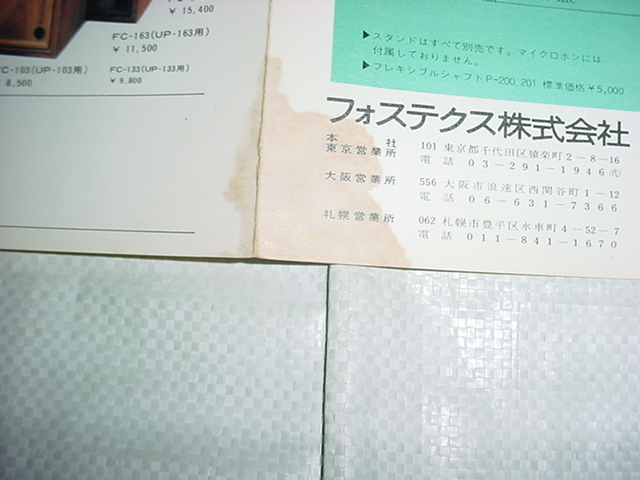 ¥15,400
FC-163(UP-163用)
¥11,500
FC-103(UP-103用)
8,500
FC-133(UP-133用)
¥9,800
▶スタンドはすべて別売です。マイクロホンには
付属しておりません。
▶フレキシブルシャフトP-200,201 標準価格¥5,000
フォステクス株式会社
本社
東京営業所
101 東京都千代田区猿楽町2-8-16
電話 03-291-1946㈹
大阪営業所
556 大阪市浪速区西関谷町1-12
電話 06-631-7366
札幌営業所
062 札幌市豊平区水車町4-52-7
電話 011-841-1670